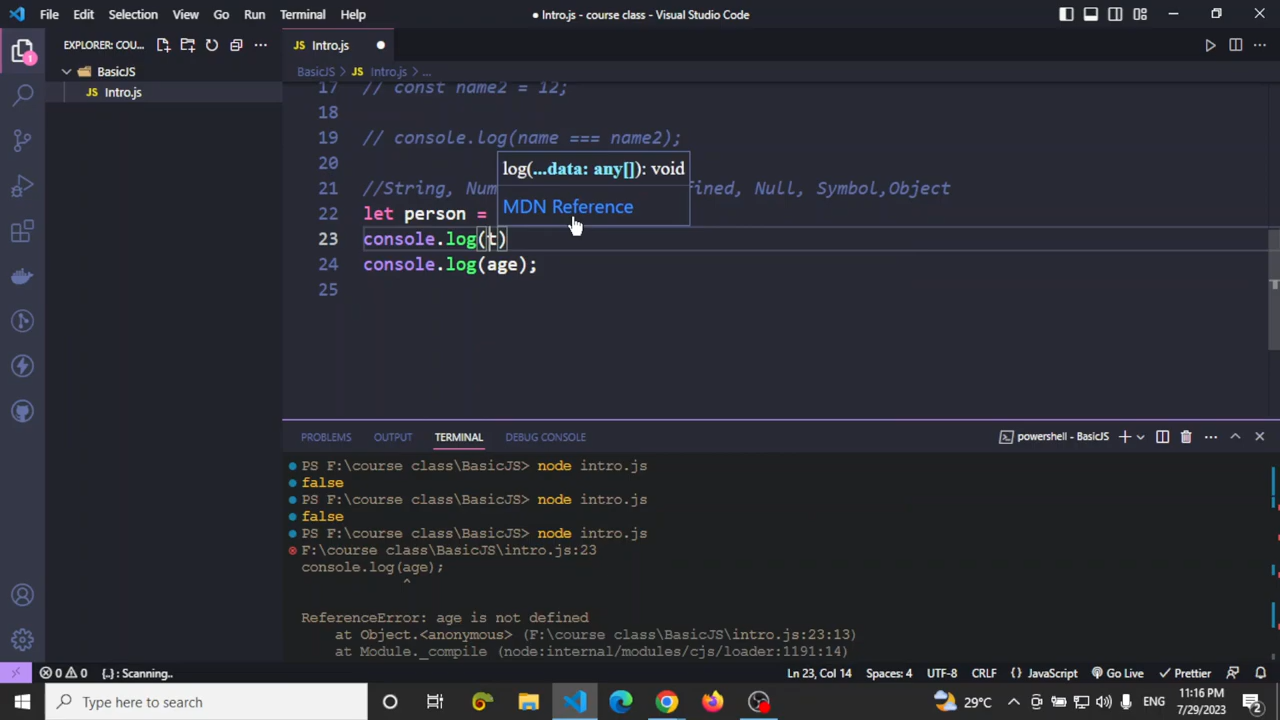 File Edit Selection View Go Run Terminal Help
● Intro.js - course class - Visual Studio Code
EXPLORER: COU...
JS Intro.js ●
BasicJS > JS Intro.js > ...
BasicJS
JS Intro.js
1
17 // const name2 = 12;
18
19 // console.log(name === name2);
20
21 //String, Num fined, Null, Symbol,Object
log(...data: any[]): void
MDN Reference
22 let person =
23 console.log(t)
24 console.log(age);
25
PROBLEMS OUTPUT TERMINAL DEBUG CONSOLE
powershell - BasicJS
PS F:\course class\BasicJS> node intro.js
false
PS F:\course class\BasicJS> node intro.js
false
PS F:\course class\BasicJS> node intro.js
F:\course class\BasicJS\intro.js:23
console.log(age);
^
ReferenceError: age is not defined
at Object.<anonymous> (F:\course class\BasicJS\intro.js:23:13)
at Module._compile (node:internal/modules/cjs/loader:1191:14)
0 0 {.} : Scanning.. Ln 23, Col 14 Spaces: 4 UTF-8 CRLF {} JavaScript Go Live Prettier
Type here to search
29°C ENG 11:16 PM
7/29/2023 2